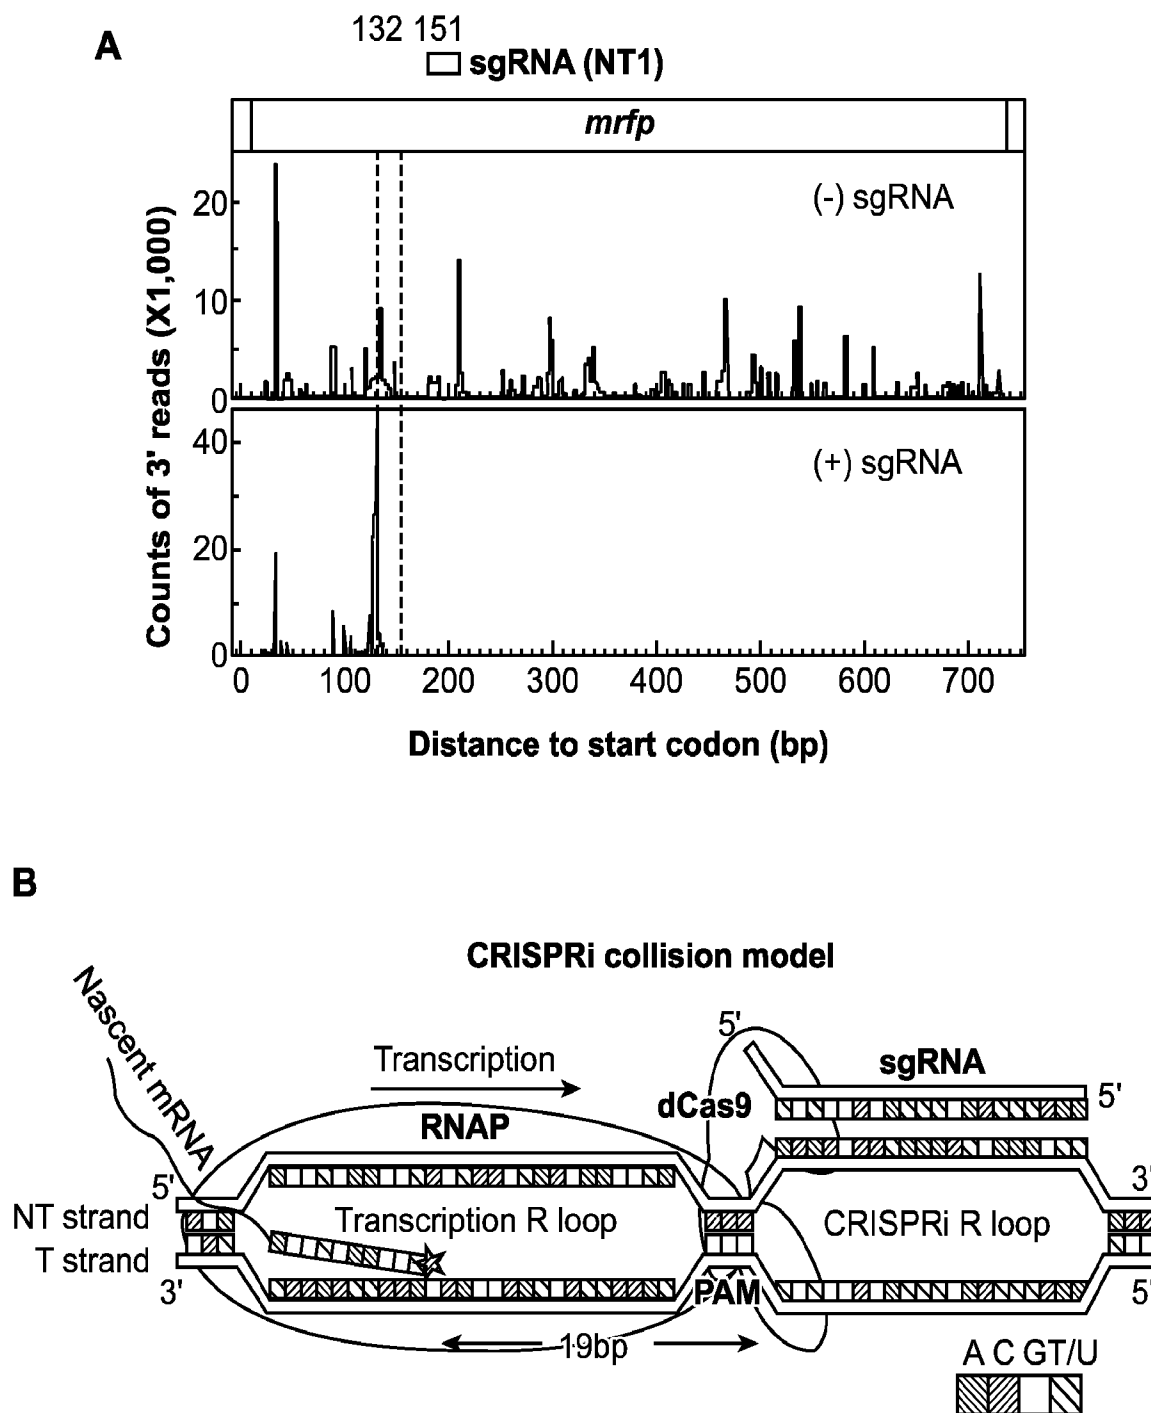 A
132 151
sgRNA (NT1)
mrfp
(-) sgRNA
20
10
0
(+) sgRNA
40
20
0
Counts of 3' reads (X1,000)
0 100 200 300 400 500 600 700
Distance to start codon (bp)
B
CRISPRi collision model
Nascent mRNA
Transcription
RNAP
5'
dCas9
sgRNA
5'
5'
3'
NT strand
Transcription R loop
CRISPRi R loop
T strand
3'
PAM
5'
19bp
A C G T/U